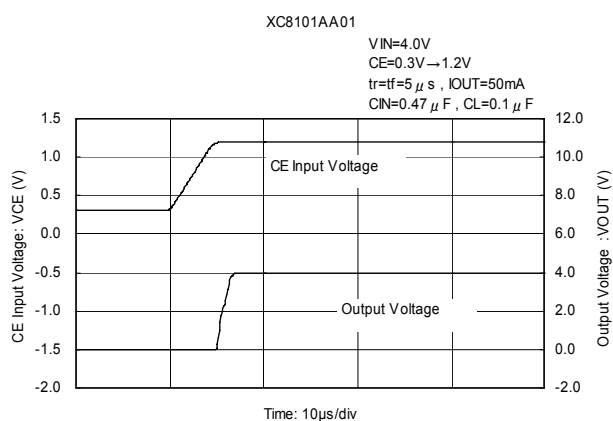 XC8101AA01
VIN=4.0V
CE=0.3V→1.2V
tr=tf=5μs , IOUT=50mA
CIN=0.47μF , CL=0.1μF
CE Input Voltage: VCE (V)
1.5
1.0
0.5
0.0
-0.5
-1.0
-1.5
-2.0
CE Input Voltage
Output Voltage
12.0
10.0
8.0
6.0
4.0
2.0
0.0
-2.0
Output Voltage :VOUT (V)
Time: 10μs/div